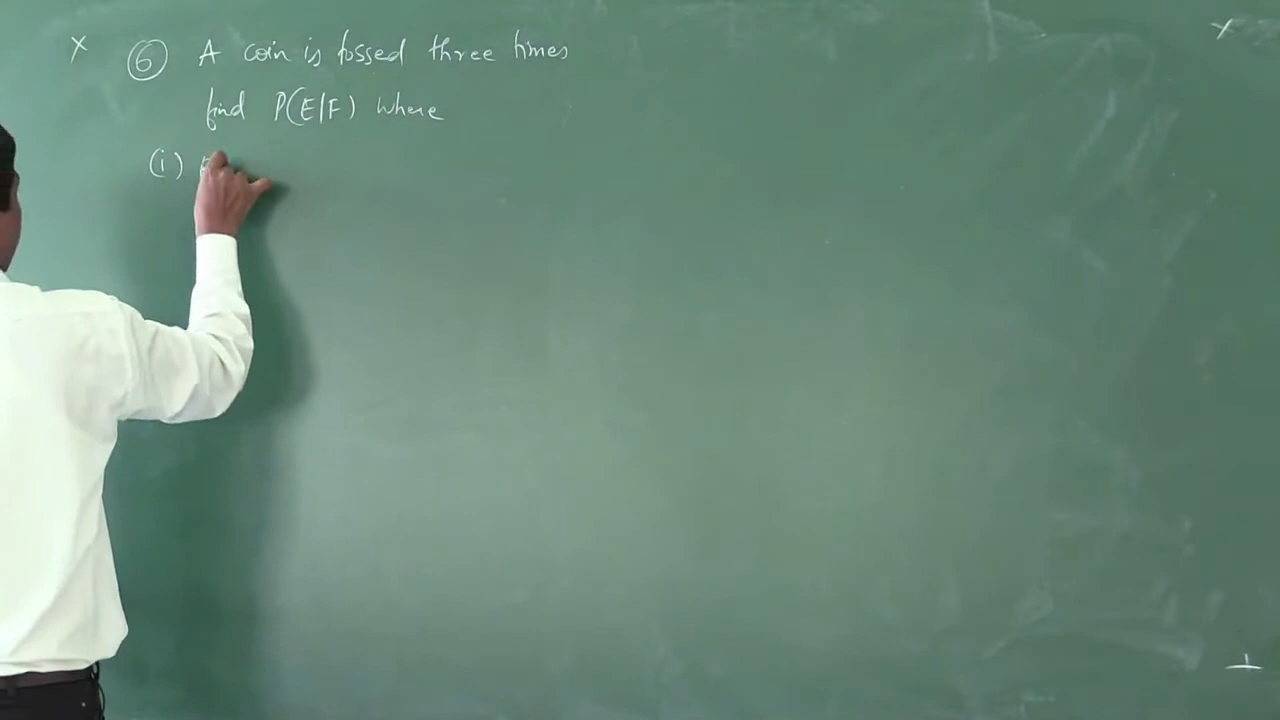 x ⑥ A coin is tossed three times
find P(E/F) where
(i) E